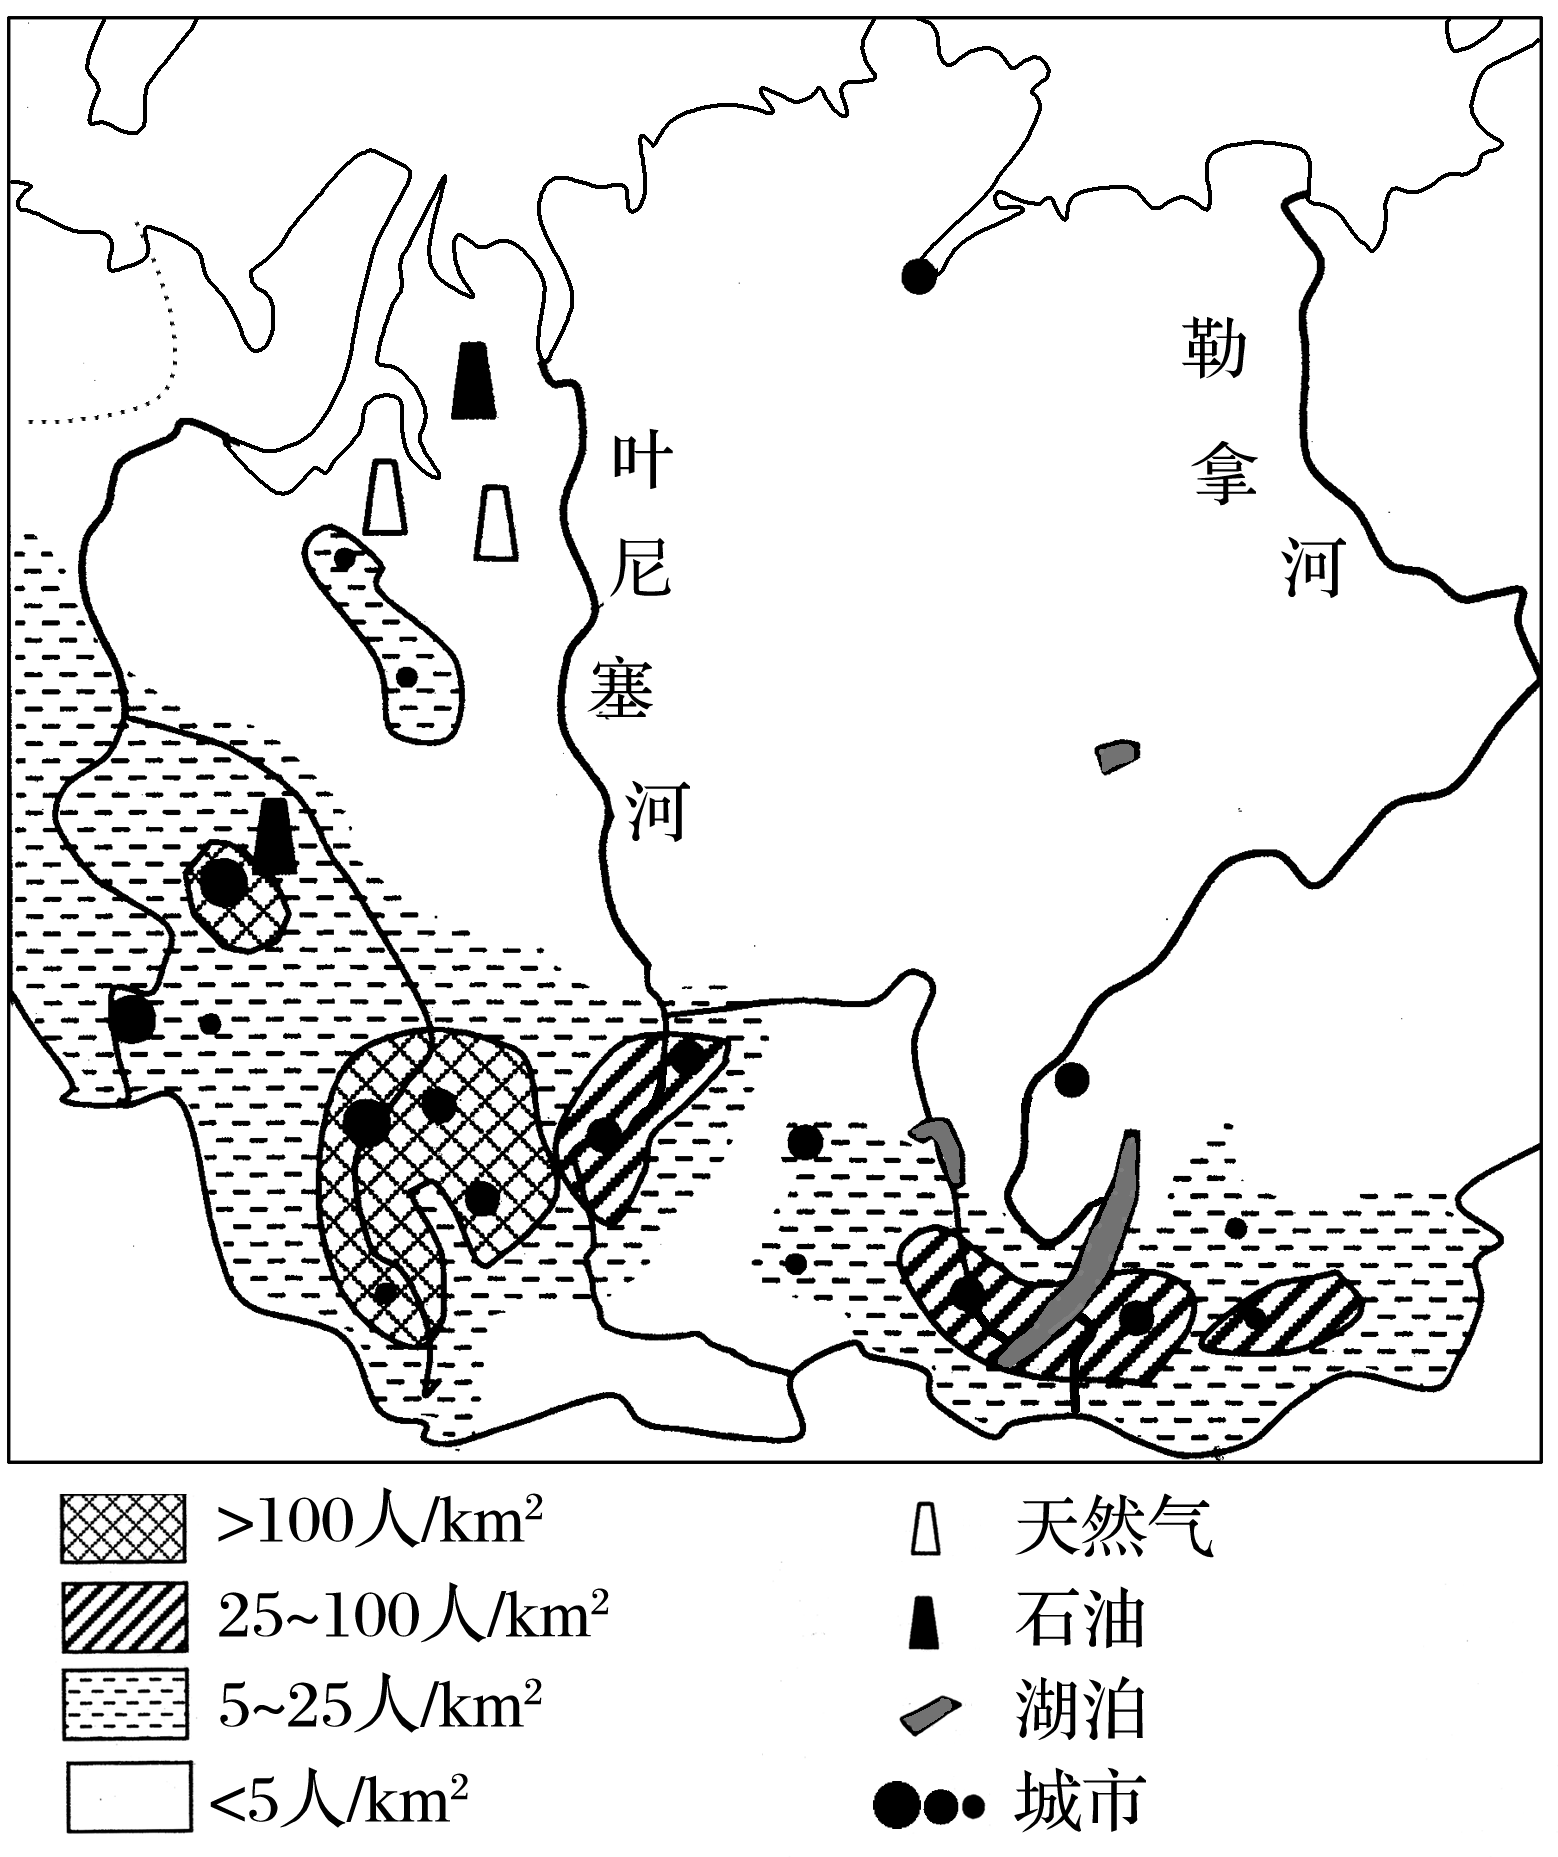 叶尼塞河
勒拿河
>100人/km²
25~100人/km²
5~25人/km²
<5人/km²
天然气
石油
湖泊
城市